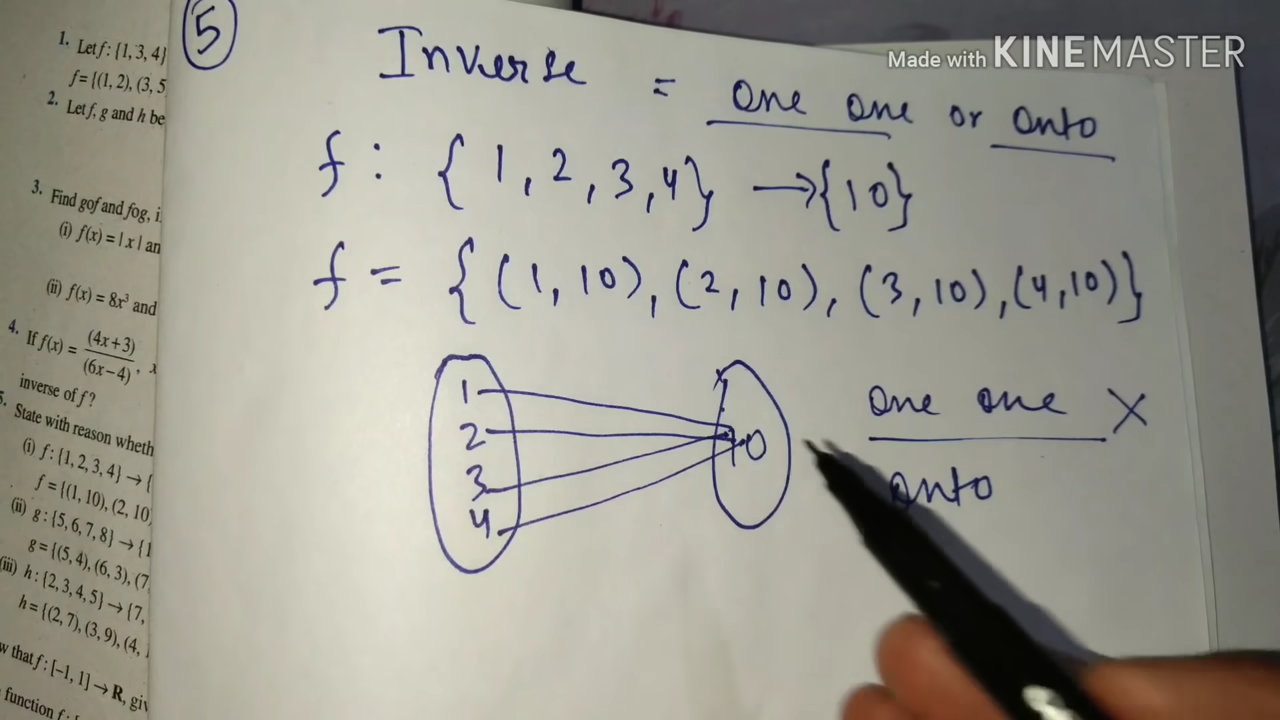 1. Let f : {1, 3, 4}
f = {(1, 2), (3, 5
2. Let f, g and h be
3. Find gof and fog, i
(i) f(x) = | x | an
(ii) f(x) = 8x³ and
4. If f(x) = (4x+3)/(6x−4), x
inverse of f?
State with reason wheth
(i) f : {1, 2, 3, 4} → {
f = {(1, 10), (2, 10
(ii) g : {5, 6, 7, 8} → {1
g = {(5, 4), (6, 3), (7
(iii) h : {2, 3, 4, 5} → {7,
h = {(2, 7), (3, 9), (4,
w that f : [−1, 1] → R, giv
function f :
5
Inverse = one one or onto
f : { 1, 2, 3, 4} → {10}
f = { (1, 10), (2, 10), (3, 10), (4, 10)}
1
2
3
4
10
one one X
onto
Made with KINEMASTER